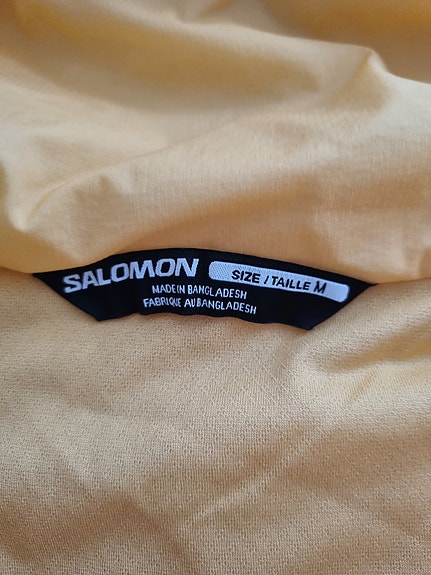 SALOMON
SIZE / TAILLE M
MADE IN BANGLADESH
FABRIQUE AU BANGLADESH